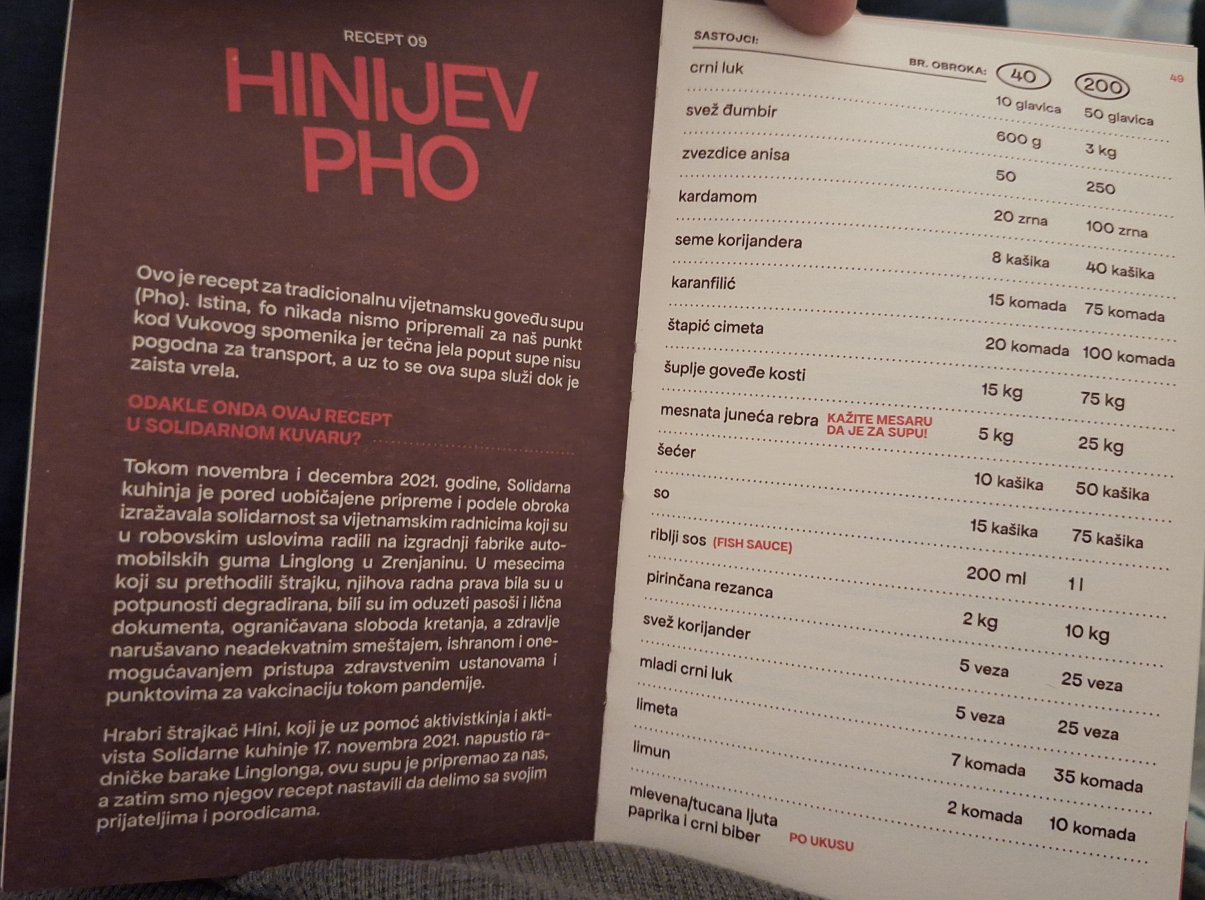 RECEPT 09
HINIJEV
PHO
Ovo je recept za tradicionalnu vijetnamsku goveđu supu
(Pho). Istina, fo nikada nismo pripremali za naš punkt
kod Vukovog spomenika jer tečna jela poput supe nisu
pogodna za transport, a uz to se ova supa služi dok je
zaista vrela.
ODAKLE ONDA OVAJ RECEPT
U SOLIDARNOM KUVARU?
Tokom novembra i decembra 2021. godine, Solidarna
kuhinja je pored uobičajene pripreme i podele obroka
izražavala solidarnost sa vijetnamskim radnicima koji su
u robovskim uslovima radili na izgradnji fabrike auto-
mobilskih guma Linglong u Zrenjaninu. U mesecima
koji su prethodili štrajku, njihova radna prava bila su u
potpunosti degradirana, bili su im oduzeti pasoši i lična
dokumenta, ograničavana sloboda kretanja, a zdravlje
narušavano neadekvatnim smeštajem, ishranom i one-
mogućavanjem pristupa zdravstvenim ustanovama i
punktovima za vakcinaciju tokom pandemije.
Hrabri štrajkač Hini, koji je uz pomoć aktivistkinja i akti-
vista Solidarne kuhinje 17. novembra 2021. napustio ra-
dničke barake Linglonga, ovu supu je pripremao za nas,
a zatim smo njegov recept nastavili da delimo sa svojim
prijateljima i porodicama.
SASTOJCI: BR. OBROKA: 40 200
49
crni luk 10 glavica 50 glavica
svež đumbir 600 g 3 kg
zvezdice anisa 50 250
kardamom 20 zrna 100 zrna
seme korijandera 8 kašika 40 kašika
karanfilić 15 komada 75 komada
štapić cimeta 20 komada 100 komada
šuplje goveđe kosti 15 kg 75 kg
mesnata juneća rebra KAŽITE MESARU
DA JE ZA SUPU! 5 kg 25 kg
šećer 10 kašika 50 kašika
so 15 kašika 75 kašika
riblji sos (FISH SAUCE) 200 ml 1 l
pirinčana rezanca 2 kg 10 kg
svež korijander 5 veza 25 veza
mladi crni luk 5 veza 25 veza
limeta 7 komada 35 komada
limun 2 komada 10 komada
mlevena/tucana ljuta
paprika i crni biber PO UKUSU